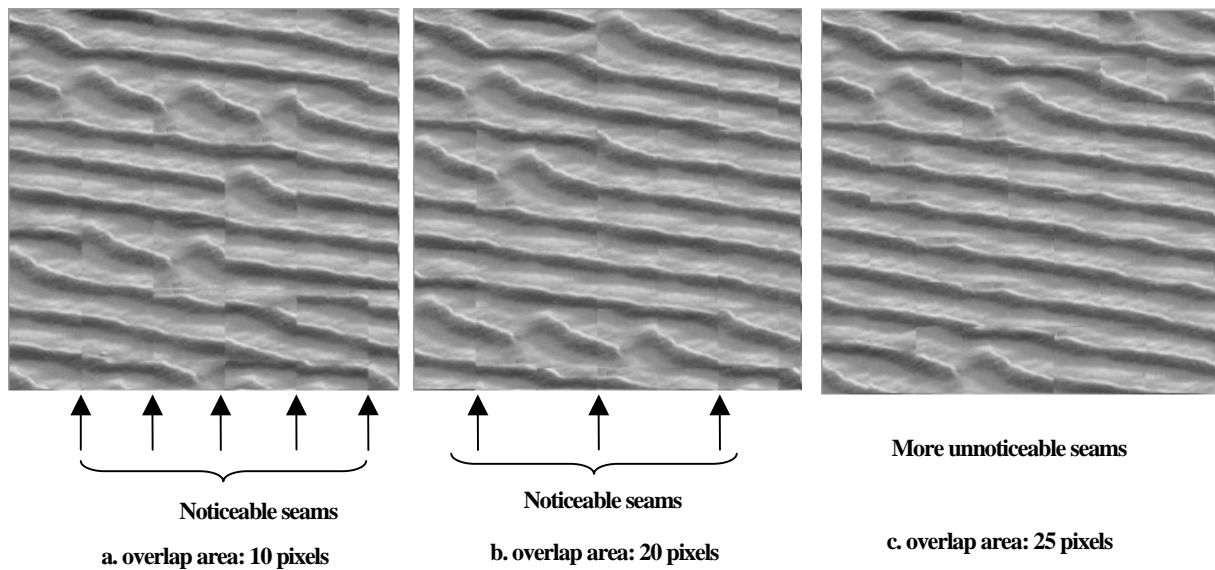 Noticeable seams
a. overlap area: 10 pixels
Noticeable seams
b. overlap area: 20 pixels
More unnoticeable seams
c. overlap area: 25 pixels